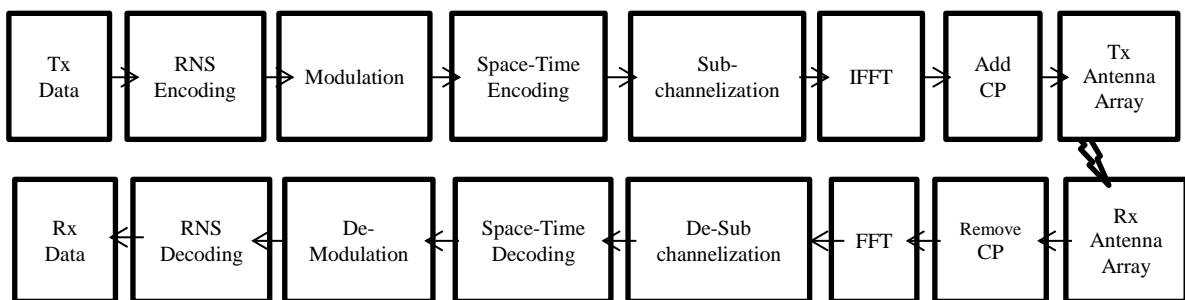 Tx
Data
RNS
Encoding
Modulation
Space-Time
Encoding
Sub-
channelization
IFFT
Add
CP
Tx
Antenna
Array
Rx
Data
RNS
Decoding
De-
Modulation
Space-Time
Decoding
De-Sub
channelization
FFT
Remove
CP
Rx
Antenna
Array